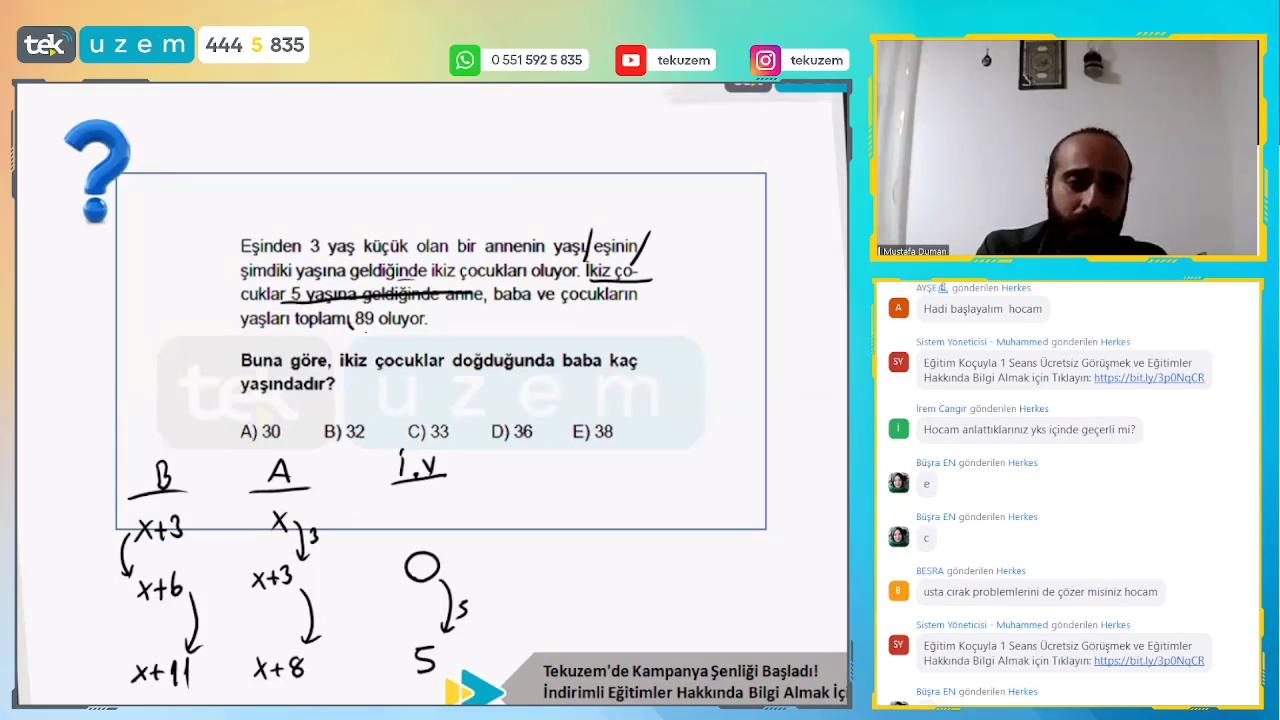 tek
uzem
444 5 835
0 551 592 5 835
tekuzem
tekuzem
Eşinden 3 yaş küçük olan bir annenin yaşı eşinin
şimdiki yaşına geldiğinde ikiz çocukları oluyor. İkiz ço-
cuklar 5 yaşına geldiğinde anne, baba ve çocukların
yaşları toplamı 89 oluyor.
Buna göre, ikiz çocuklar doğduğunda baba kaç
yaşındadır?
A) 30 B) 32 C) 33 D) 36 E) 38
tek uzem
B A
x+3 x 3
x+6 x+3
5
x+11 x+8 5
Tekuzem'de Kampanya Şenliği Başladı!
İndirimli Eğitimler Hakkında Bilgi Almak İç
Mustafa Duman
AYŞE gönderilen Herkes
A
Hadi başlayalım hocam
Sistem Yöneticisi - Muhammed gönderilen Herkes
SY
Eğitim Koçuyla 1 Seans Ücretsiz Görüşmek ve Eğitimler
Hakkında Bilgi Almak için Tıklayın: https://bit.ly/3p0NqCR
İrem Cangır gönderilen Herkes
İ
Hocam anlattıklarınız yks içinde geçerli mi?
Büşra EN gönderilen Herkes
e
Büşra EN gönderilen Herkes
c
BESRA gönderilen Herkes
B
usta cırak problemlerini de çözer misiniz hocam
Sistem Yöneticisi - Muhammed gönderilen Herkes
SY
Eğitim Koçuyla 1 Seans Ücretsiz Görüşmek ve Eğitimler
Hakkında Bilgi Almak için Tıklayın: https://bit.ly/3p0NqCR
Büşra EN gönderilen Herkes